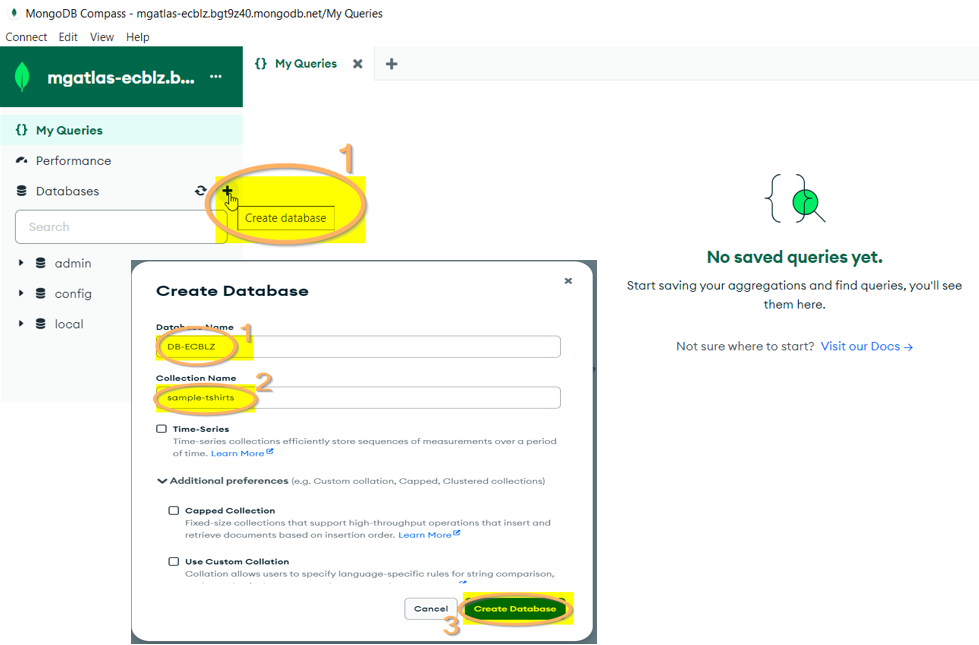 MongoDB Compass - mgatlas-ecblz.bgt9z40.mongodb.net/My Queries
Connect Edit View Help
mgatlas-ecblz.b... ...
{} My Queries
{} My Queries
Performance
Databases
1
Create database
Search
admin
config
local
No saved queries yet.
Start saving your aggregations and find queries, you'll see
them here.
Not sure where to start? Visit our Docs →
Create Database
Database Name
1
DB-ECBLZ
Collection Name
2
sample-tshirts
Time-Series
Time-series collections efficiently store sequences of measurements over a period
of time. Learn More
Additional preferences (e.g. Custom collation, Capped, Clustered collections)
Capped Collection
Fixed-size collections that support high-throughput operations that insert and
retrieve documents based on insertion order. Learn More
Use Custom Collation
Collation allows users to specify language-specific rules for string comparison,
Cancel
Create Database
3